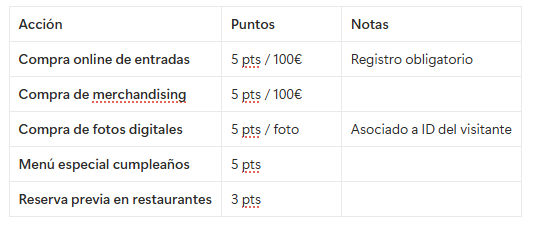 Acción Puntos Notas
Compra online de entradas 5 pts / 100€ Registro obligatorio
Compra de merchandising 5 pts / 100€
Compra de fotos digitales 5 pts / foto Asociado a ID del visitante
Menú especial cumpleaños 5 pts
Reserva previa en restaurantes 3 pts